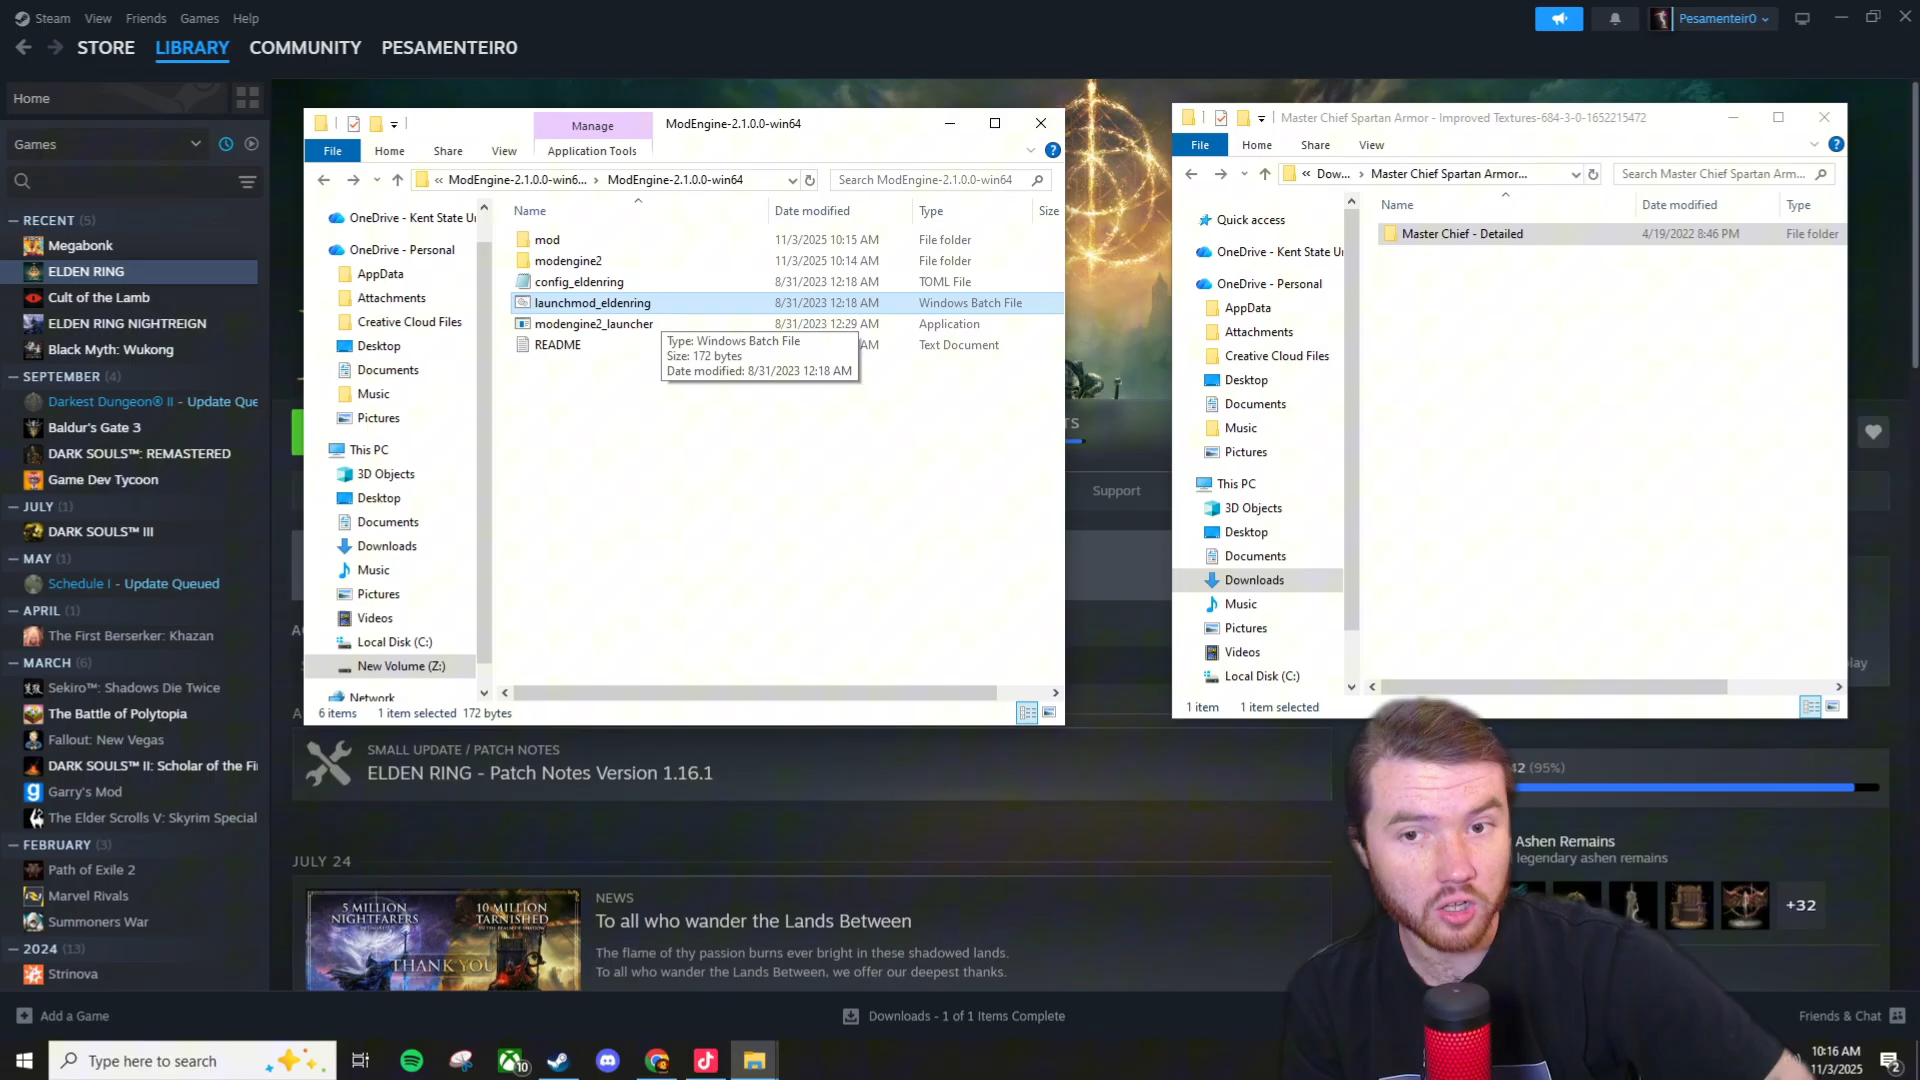 Steam View Friends Games Help
Pesamenteir0
STORE LIBRARY COMMUNITY PESAMENTEIR0
Home
Games
RECENT (5)
Megabonk
ELDEN RING
Cult of the Lamb
ELDEN RING NIGHTREIGN
Black Myth: Wukong
SEPTEMBER (4)
Darkest Dungeon® II - Update Que
Baldur's Gate 3
DARK SOULS™: REMASTERED
Game Dev Tycoon
JULY (1)
DARK SOULS™ III
MAY (1)
Schedule I - Update Queued
APRIL (1)
The First Berserker: Khazan
MARCH (6)
Sekiro™: Shadows Die Twice
The Battle of Polytopia
Fallout: New Vegas
DARK SOULS™ II: Scholar of the Fi
Garry's Mod
The Elder Scrolls V: Skyrim Special
FEBRUARY (3)
Path of Exile 2
Marvel Rivals
Summoners War
2024 (13)
Strinova
Manage
ModEngine-2.1.0.0-win64
File Home Share View Application Tools
« ModEngine-2.1.0.0-win6... › ModEngine-2.1.0.0-win64
Search ModEngine-2.1.0.0-win64
OneDrive - Kent State Un
OneDrive - Personal
AppData
Attachments
Creative Cloud Files
Desktop
Documents
Music
Pictures
This PC
3D Objects
Desktop
Documents
Downloads
Music
Pictures
Videos
Local Disk (C:)
New Volume (Z:)
Network
Name Date modified Type Size
mod 11/3/2025 10:15 AM File folder
modengine2 11/3/2025 10:14 AM File folder
config_eldenring 8/31/2023 12:18 AM TOML File
launchmod_eldenring 8/31/2023 12:18 AM Windows Batch File
modengine2_launcher 8/31/2023 12:29 AM Application
README AM Text Document
Type: Windows Batch File
Size: 172 bytes
Date modified: 8/31/2023 12:18 AM
6 items 1 item selected 172 bytes
Master Chief Spartan Armor - Improved Textures-684-3-0-1652215472
File Home Share View
« Dow... › Master Chief Spartan Armor...
Search Master Chief Spartan Arm...
Quick access
OneDrive - Kent State Un
OneDrive - Personal
AppData
Attachments
Creative Cloud Files
Desktop
Documents
Music
Pictures
This PC
3D Objects
Desktop
Documents
Downloads
Music
Pictures
Videos
Local Disk (C:)
Name Date modified Type
Master Chief - Detailed 4/19/2022 8:46 PM File folder
1 item 1 item selected
TS
Support
lay
SMALL UPDATE / PATCH NOTES
ELDEN RING - Patch Notes Version 1.16.1
JULY 24
5 MILLION NIGHTFARERS
10 MILLION TARNISHED
THANK YOU
NEWS
To all who wander the Lands Between
The flame of thy passion burns ever bright in these shadowed lands.
To all who wander the Lands Between, we offer our deepest thanks.
42 (95%)
Ashen Remains
legendary ashen remains
+32
Add a Game
Downloads - 1 of 1 Items Complete
Friends & Chat
Type here to search
10
10:16 AM
11/3/2025
2